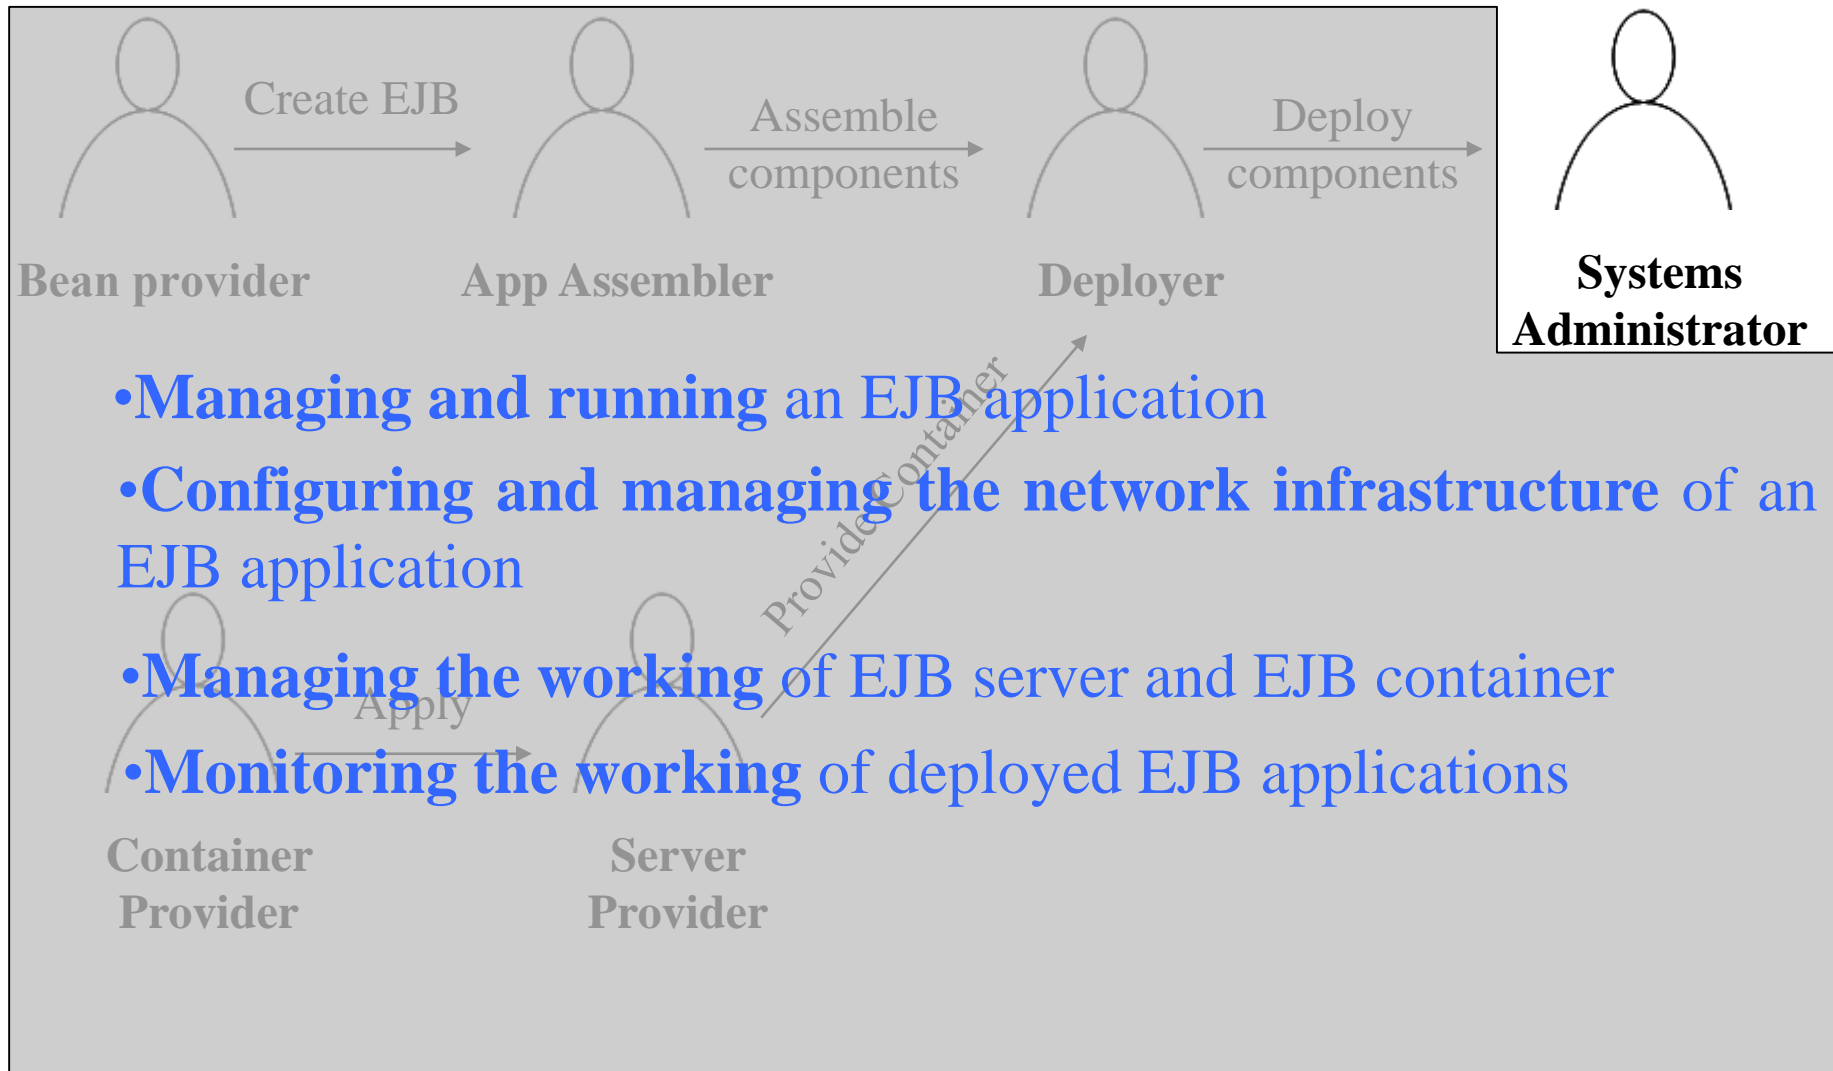 Create EJB
Assemble
components
Deploy
components
Bean provider
App Assembler
Deployer
Systems
Administrator
•Managing and running an EJB application
•Configuring and managing the network infrastructure of an
EJB application
Provide Container
•Managing the working of EJB server and EJB container
Apply
•Monitoring the working of deployed EJB applications
Container
Provider
Server
Provider